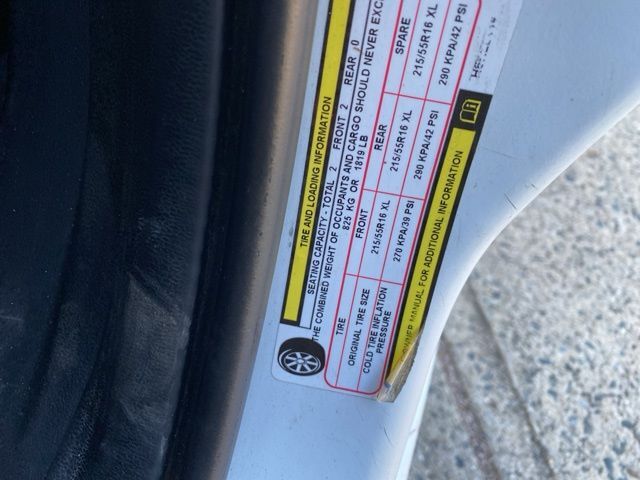 TIRE AND LOADING INFORMATION
SEATING CAPACITY - TOTAL 2 FRONT 2 REAR 0
THE COMBINED WEIGHT OF OCCUPANTS AND CARGO SHOULD NEVER EXC
825 KG OR 1819 LB
TIRE FRONT REAR SPARE
ORIGINAL TIRE SIZE 215/55R16 XL 215/55R16 XL 215/55R16 XL
COLD TIRE INFLATION PRESSURE 270 KPA/39 PSI 290 KPA/42 PSI 290 KPA/42 PSI
OWNER MANUAL FOR ADDITIONAL INFORMATION